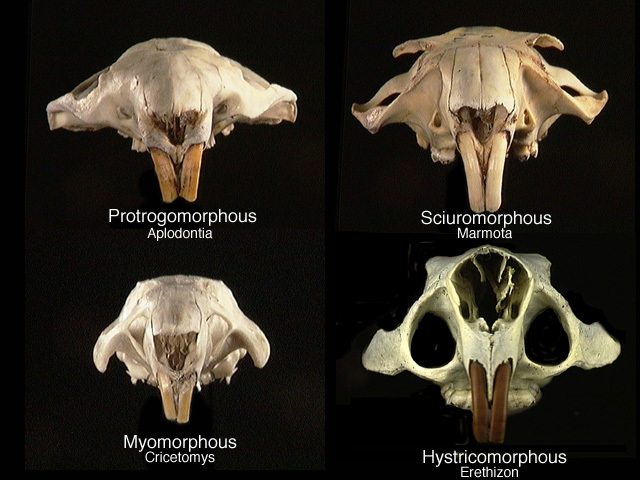 Protrogomorphous
Aplodontia
Sciuromorphous
Marmota
Myomorphous
Cricetomys
Hystricomorphous
Erethizon